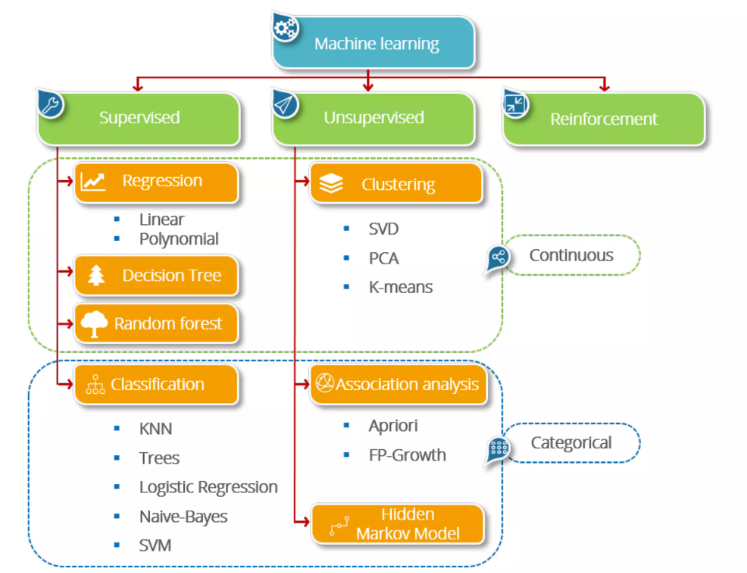 Machine learning
Supervised
Unsupervised
Reinforcement
Regression
Linear
Polynomial
Decision Tree
Random forest
Clustering
SVD
PCA
K-means
Continuous
Classification
KNN
Trees
Logistic Regression
Naive-Bayes
SVM
Association analysis
Apriori
FP-Growth
Hidden
Markov Model
Categorical